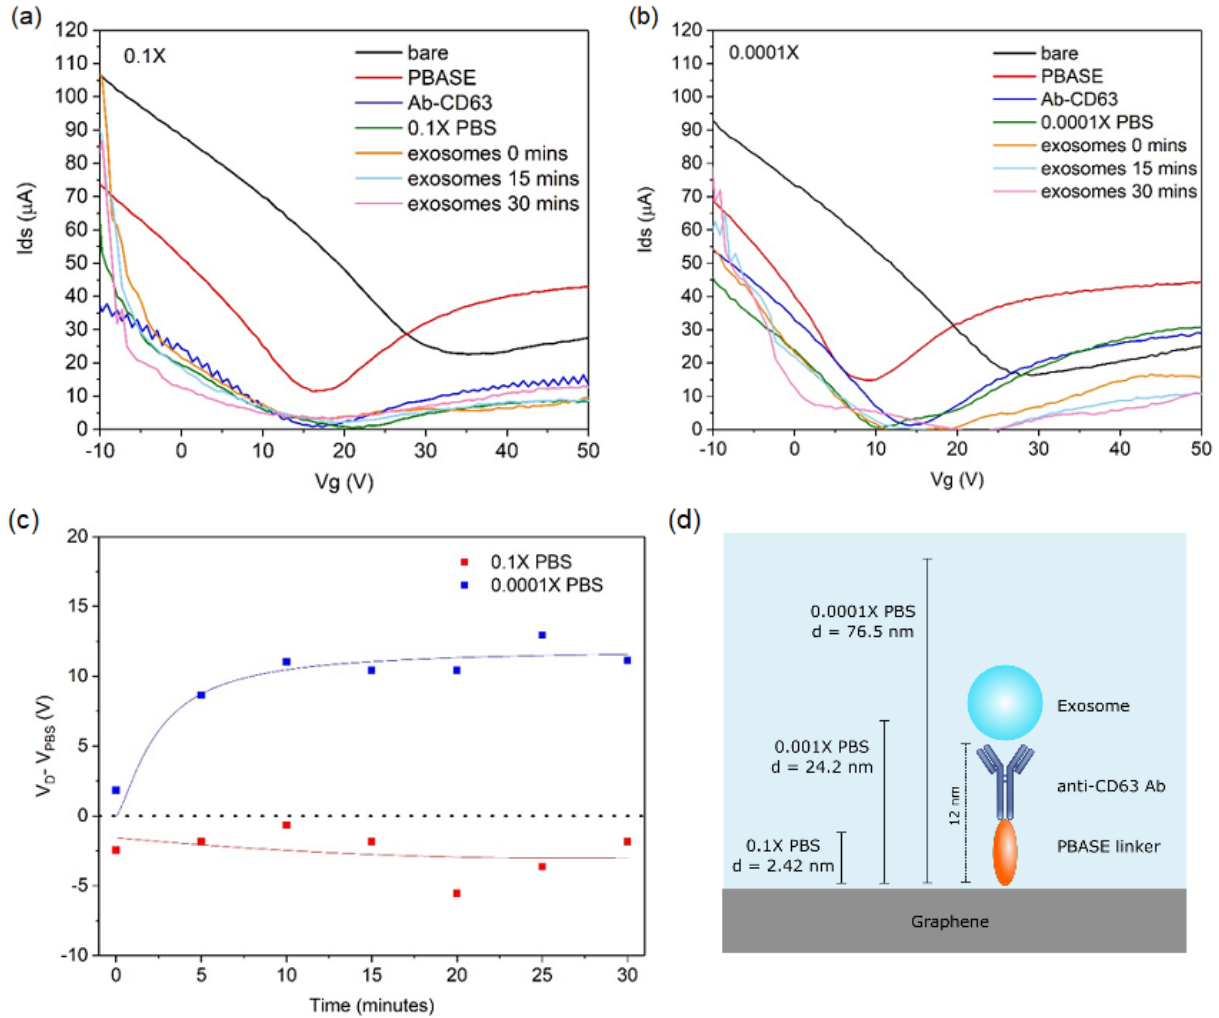 (a)
120
110
100
90
80
70
60
50
40
30
20
10
0
Ids (μA)
0.1X
bare
PBASE
Ab-CD63
0.1X PBS
exosomes 0 mins
exosomes 15 mins
exosomes 30 mins
-10 0 10 20 30 40 50
Vg (V)
(b)
120
110
100
90
80
70
60
50
40
30
20
10
0
Ids (μA)
0.0001X
bare
PBASE
Ab-CD63
0.0001X PBS
exosomes 0 mins
exosomes 15 mins
exosomes 30 mins
-10 0 10 20 30 40 50
Vg (V)
(c)
20
15
10
5
0
-5
-10
V_D- V_PBS (V)
0.1X PBS
0.0001X PBS
0 5 10 15 20 25 30
Time (minutes)
(d)
0.0001X PBS
d = 76.5 nm
0.001X PBS
d = 24.2 nm
0.1X PBS
d = 2.42 nm
12 nm
Exosome
anti-CD63 Ab
PBASE linker
Graphene